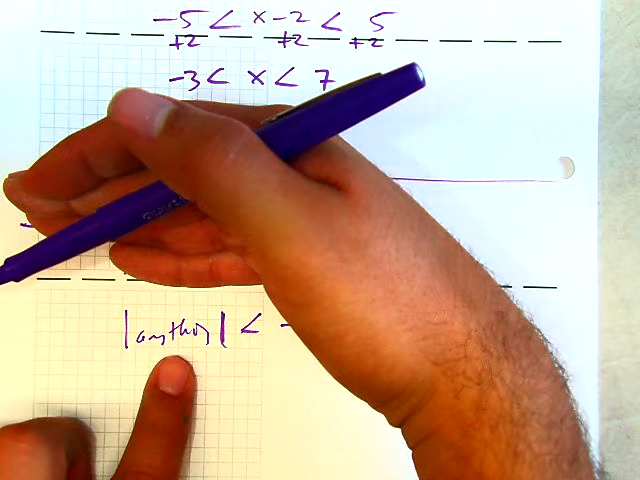 -5 < x -2 < 5
+2 +2 +2
-3 < x < 7
|anything| < -